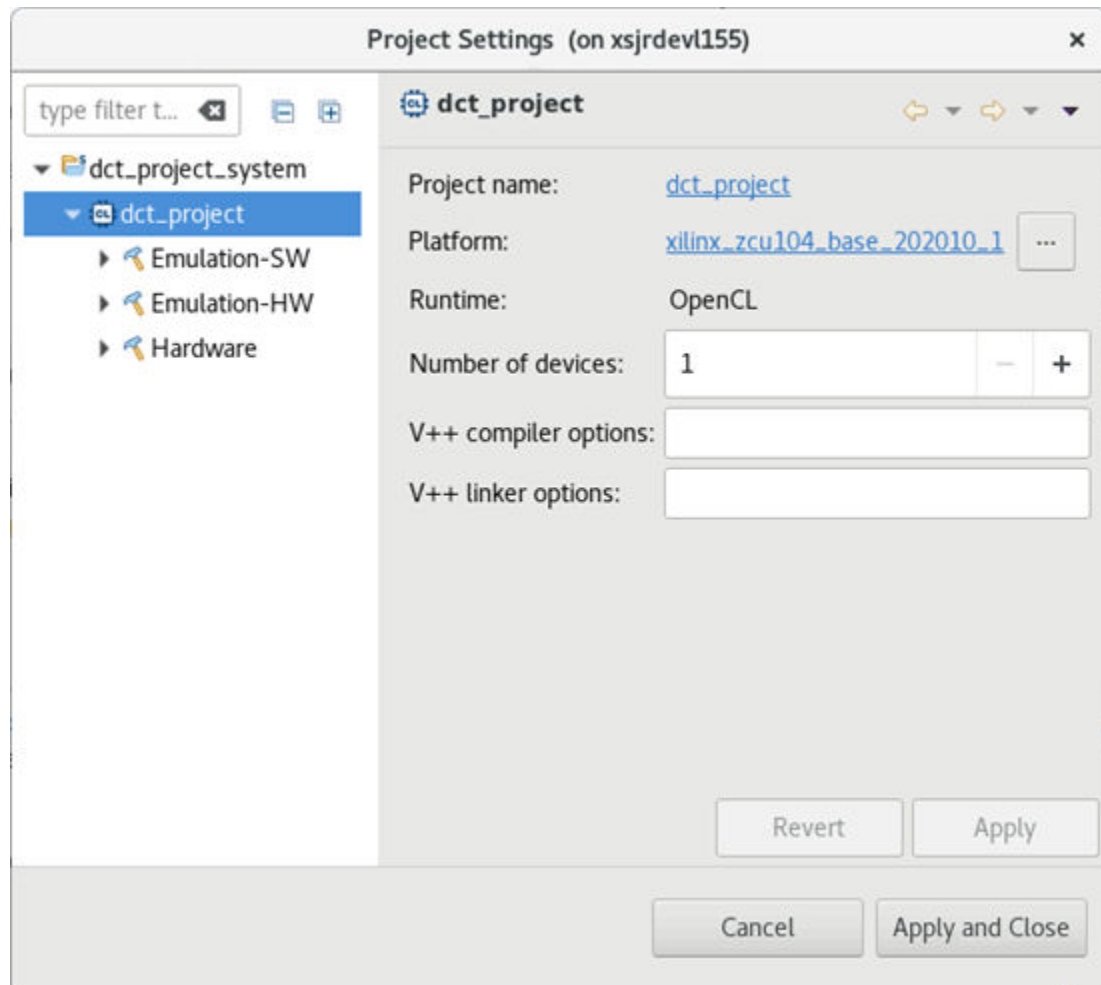 Project Settings (on xsjrdevl155)
type filter t...
dct_project_system
dct_project
Emulation-SW
Emulation-HW
Hardware
dct_project
Project name: dct_project
Platform: xilinx_zcu104_base_202010_1 ...
Runtime: OpenCL
Number of devices: 1
V++ compiler options:
V++ linker options:
Revert Apply
Cancel Apply and Close